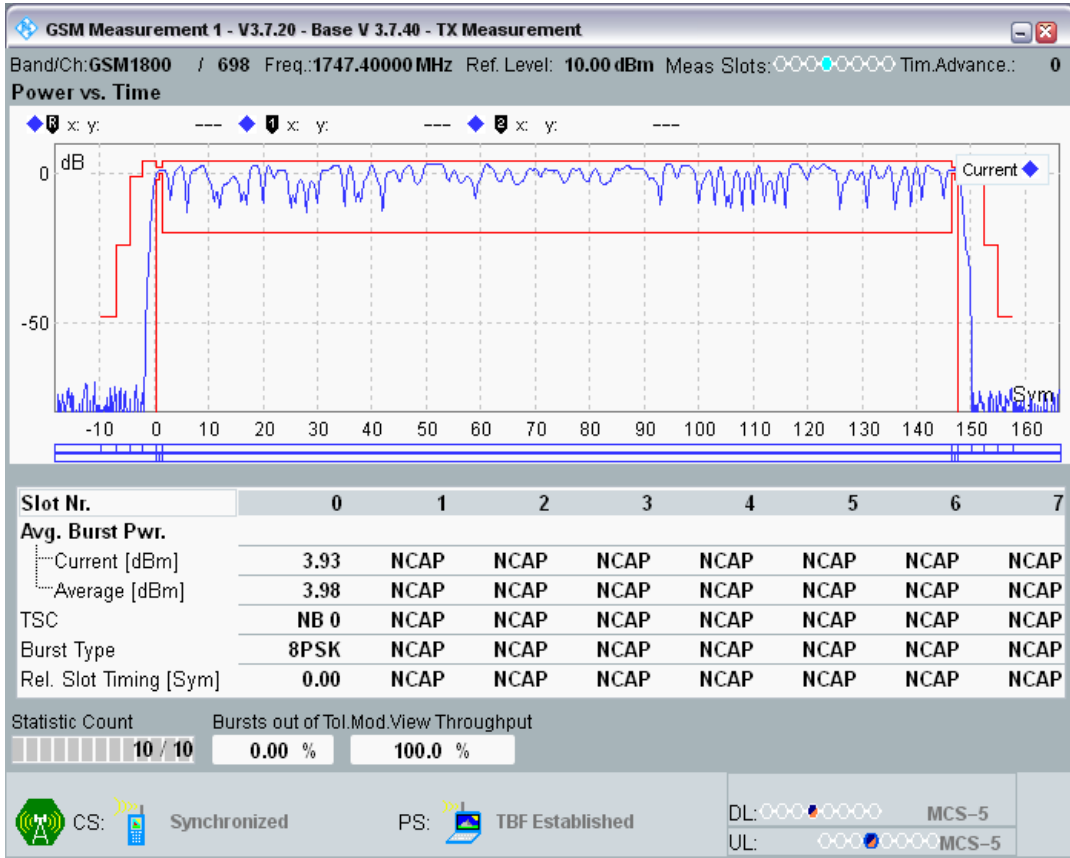 GSM Measurement 1 - V3.7.20 - Base V 3.7.40 - TX Measurement
Band/Ch:GSM1800 / 698 Freq.:1747.40000 MHz Ref. Level: 10.00 dBm Meas Slots: Tim.Advance.: 0
Power vs. Time
R x: y: --- 1 x: y: --- 2 x: y: ---
dB
Current
0
-50
Sym
-10 0 10 20 30 40 50 60 70 80 90 100 110 120 130 140 150 160
Slot Nr. 0 1 2 3 4 5 6 7
Avg. Burst Pwr.
Current [dBm] 3.93 NCAP NCAP NCAP NCAP NCAP NCAP NCAP
Average [dBm] 3.98 NCAP NCAP NCAP NCAP NCAP NCAP NCAP
TSC NB 0 NCAP NCAP NCAP NCAP NCAP NCAP NCAP
Burst Type 8PSK NCAP NCAP NCAP NCAP NCAP NCAP NCAP
Rel. Slot Timing [Sym] 0.00 NCAP NCAP NCAP NCAP NCAP NCAP NCAP
Statistic Count Bursts out of Tol.Mod.View Throughput
10 / 10 0.00 % 100.0 %
CS: Synchronized PS: TBF Established
DL: MCS-5
UL: MCS-5